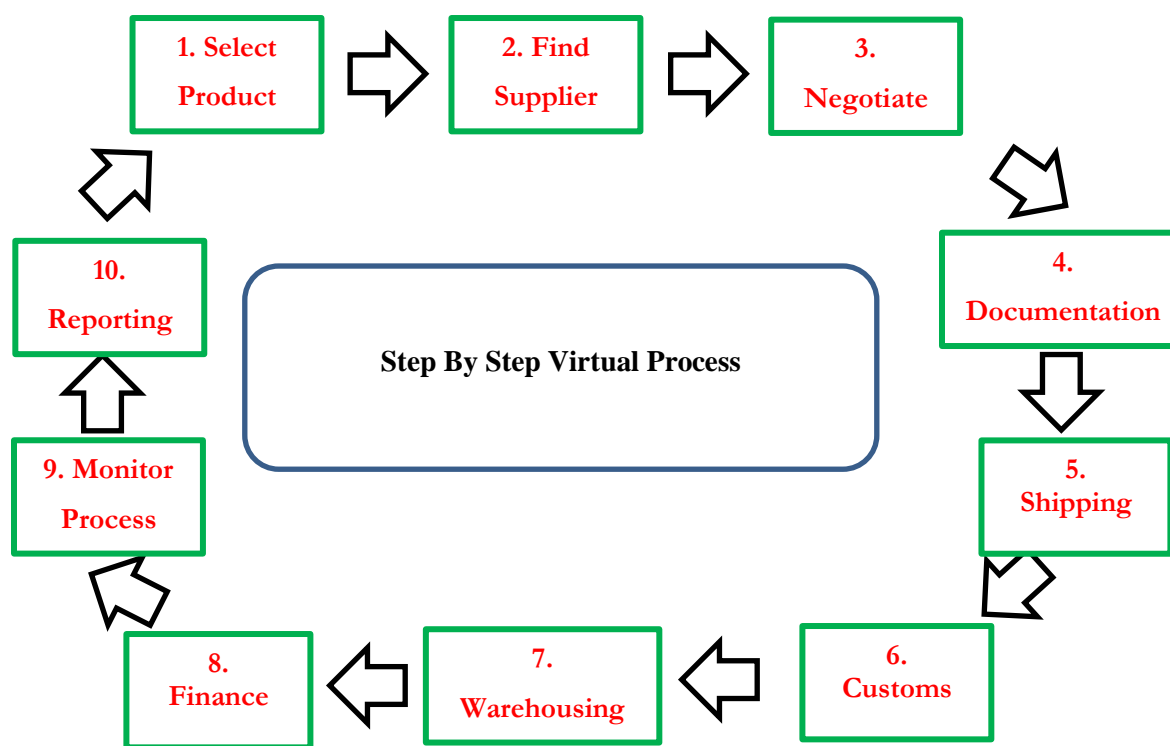 1. Select
Product
2. Find
Supplier
3.
Negotiate
4.
Documentation
5.
Shipping
6.
Customs
7.
Warehousing
8.
Finance
9. Monitor
Process
10.
Reporting
Step By Step Virtual Process